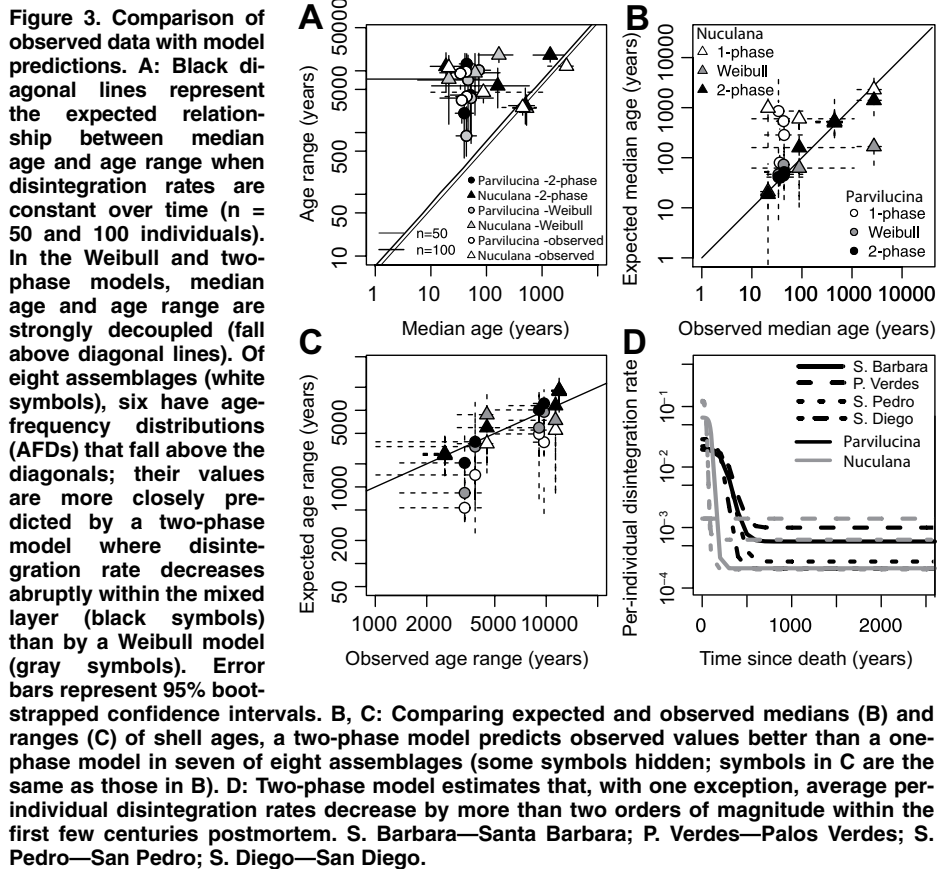 Figure 3. Comparison of
observed data with model
predictions. A: Black di-
agonal lines represent
the expected relation-
ship between median
age and age range when
disintegration rates are
constant over time (n =
50 and 100 individuals).
In the Weibull and two-
phase models, median
age and age range are
strongly decoupled (fall
above diagonal lines). Of
eight assemblages (white
symbols), six have age-
frequency distributions
(AFDs) that fall above the
diagonals; their values
are more closely pre-
dicted by a two-phase
model where disinte-
gration rate decreases
abruptly within the mixed
layer (black symbols)
than by a Weibull model
(gray symbols). Error
bars represent 95% boot-
strapped confidence intervals. B, C: Comparing expected and observed medians (B) and
ranges (C) of shell ages, a two-phase model predicts observed values better than a one-
phase model in seven of eight assemblages (some symbols hidden; symbols in C are the
same as those in B). D: Two-phase model estimates that, with one exception, average per-
individual disintegration rates decrease by more than two orders of magnitude within the
first few centuries postmortem. S. Barbara—Santa Barbara; P. Verdes—Palos Verdes; S.
Pedro—San Pedro; S. Diego—San Diego.
A
Age range (years)
50000
5000
500
50
10
Parvilucina -2-phase
Nuculana -2-phase
Parvilucina -Weibull
Nuculana -Weibull
Parvilucina -observed
Nuculana -observed
n=50
n=100
1 10 100 1000
Median age (years)
B
Expected median age (years)
10000
1000
100
10
1
Nuculana
1-phase
Weibull
2-phase
Parvilucina
1-phase
Weibull
2-phase
1 10 100 1000 10000
Observed median age (years)
C
Expected age range (years)
5000
1000
200
50
1000 2000 5000 10000
Observed age range (years)
D
Per-individual disintegration rate
10⁻¹
10⁻²
10⁻³
10⁻⁴
S. Barbara
P. Verdes
S. Pedro
S. Diego
Parvilucina
Nuculana
0 1000 2000
Time since death (years)